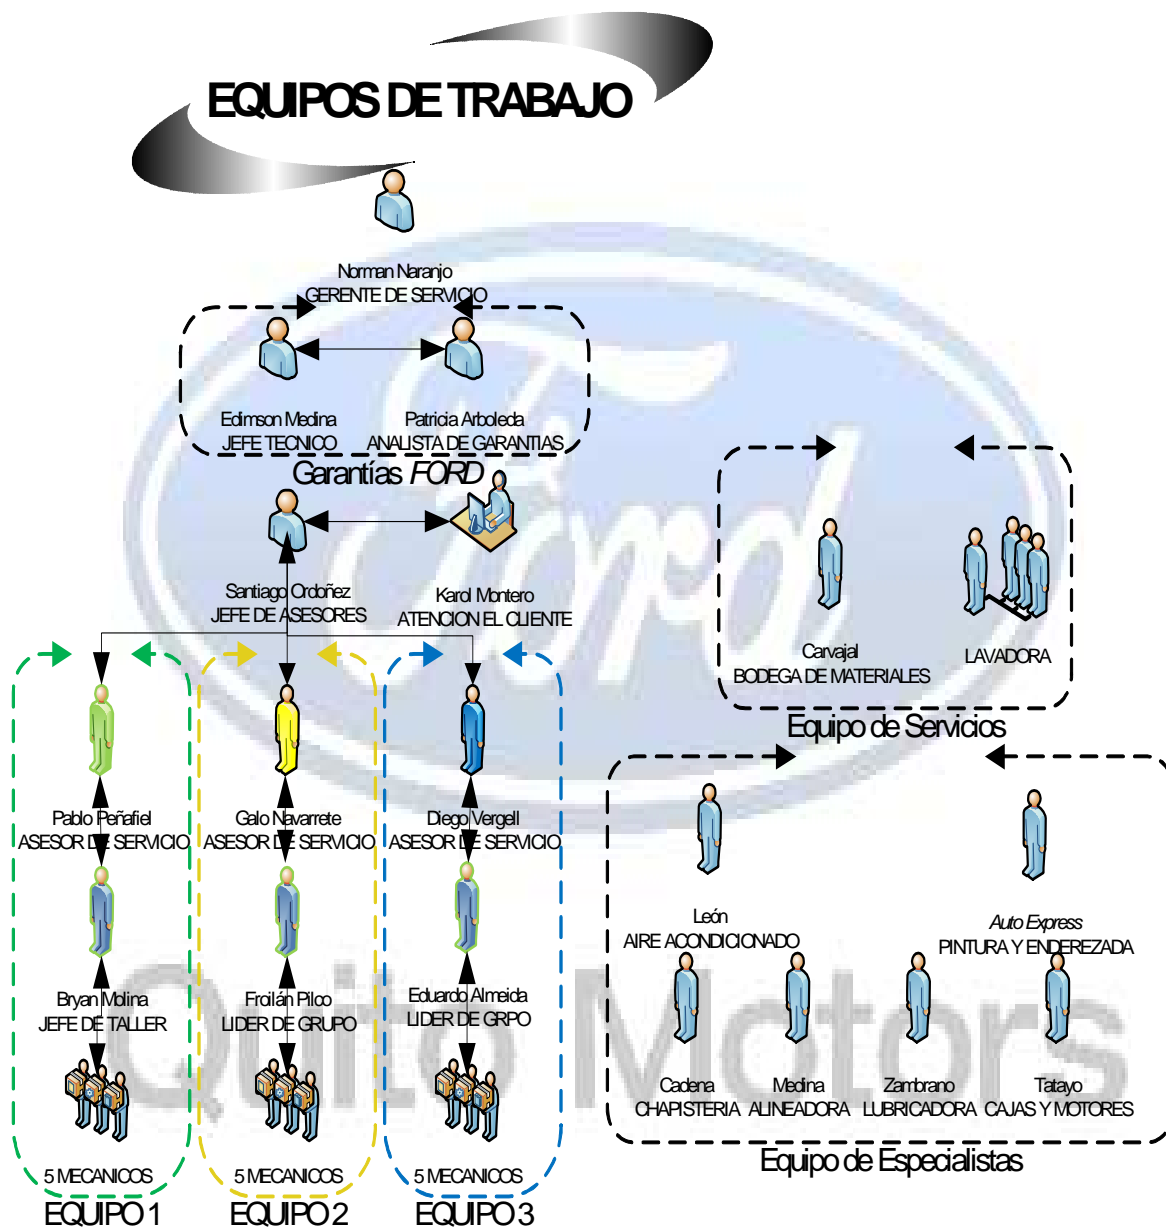 EQUIPOS DE TRABAJO
Norman Naranjo
GERENTE DE SERVICIO
Edimson Medina
JEFE TECNICO
Patricia Arboleda
ANALISTA DE GARANTIAS
Garantías FORD
Santiago Ordoñez
JEFE DE ASESORES
Karol Montero
ATENCION EL CLIENTE
Ford
Carvajal
BODEGA DE MATERIALES
LAVADORA
Equipo de Servicios
Pablo Peñafiel
ASESOR DE SERVICIO
Galo Navarrete
ASESOR DE SERVICIO
Diego Vergell
ASESOR DE SERVICIO
León
AIRE ACONDICIONADO
Auto Express
PINTURA Y ENDEREZADA
Bryan Molina
JEFE DE TALLER
Froilán Pilco
LIDER DE GRUPO
Eduardo Almeida
LIDER DE GRPO
Quito Motors
Cadena
CHAPISTERIA
Medina
ALINEADORA
Zambrano
LUBRICADORA
Tatayo
CAJAS Y MOTORES
Equipo de Especialistas
5 MECANICOS
5 MECANICOS
5 MECANICOS
EQUIPO 1
EQUIPO 2
EQUIPO 3